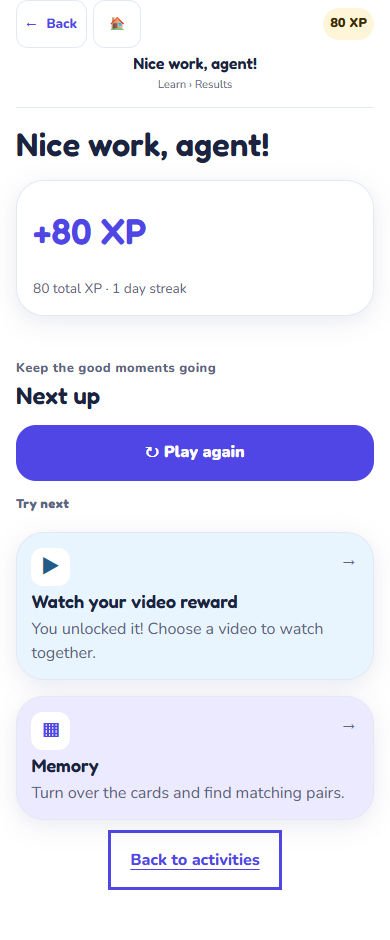 ← Back
80 XP
Nice work, agent!
Learn › Results
Nice work, agent!
+80 XP
80 total XP · 1 day streak
Keep the good moments going
Next up
↻ Play again
Try next
→
Watch your video reward
You unlocked it! Choose a video to watch
together.
→
Memory
Turn over the cards and find matching pairs.
Back to activities